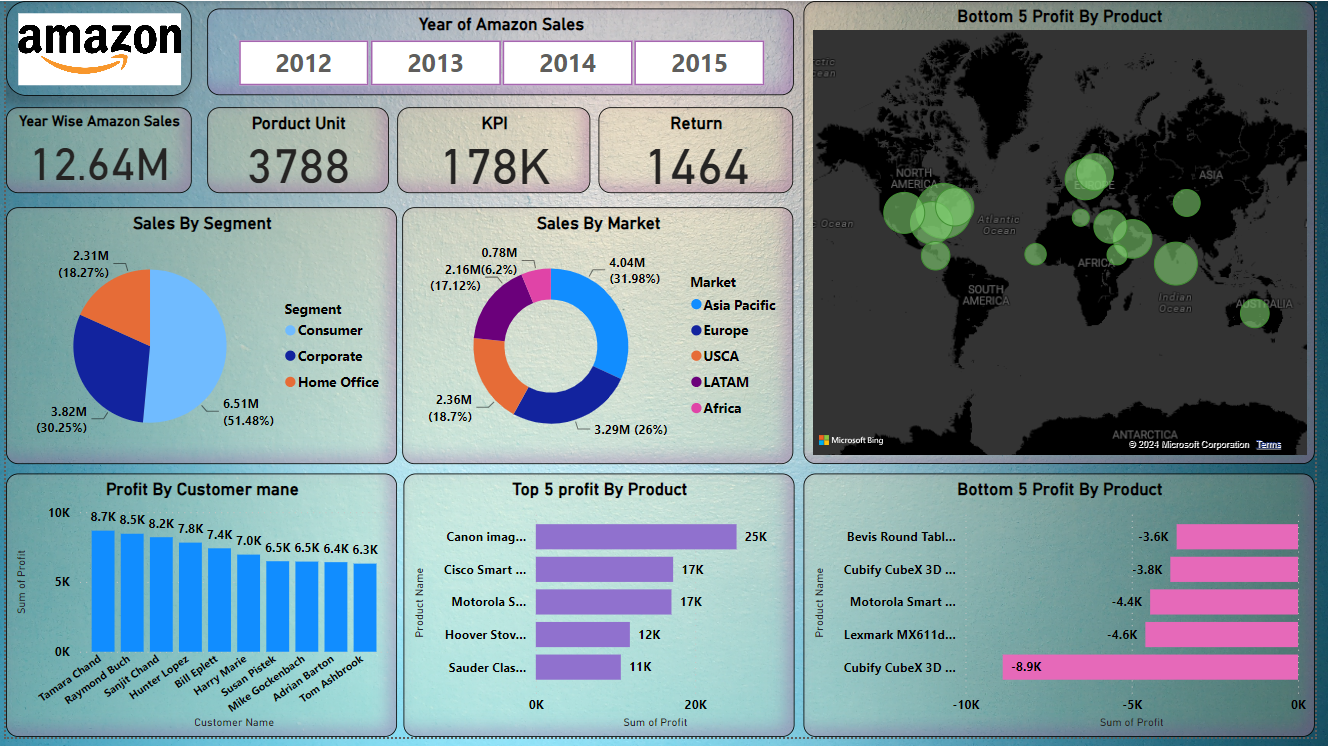 amazon
Year of Amazon Sales
2012
2013
2014
2015
Year Wise Amazon Sales
12.64M
Porduct Unit
3788
KPI
178K
Return
1464
Sales By Segment
2.31M
(18.27%)
3.82M
(30.25%)
6.51M
(51.48%)
Segment
Consumer
Corporate
Home Office
Sales By Market
0.78M
(6.2%)
2.16M
(17.12%)
4.04M
(31.98%)
2.36M
(18.7%)
3.29M (26%)
Market
Asia Pacific
Europe
USCA
LATAM
Africa
Bottom 5 Profit By Product
NORTH
AMERICA
EUROPE
ASIA
Atlantic
Ocean
Ocean
AFRICA
SOUTH
AMERICA
Indian
Ocean
AUSTRALIA
ANTARCTICA
Microsoft Bing
© 2024 Microsoft Corporation Terms
Profit By Customer mane
Sum of Profit
10K
5K
0K
8.7K
8.5K
8.2K
7.8K
7.4K
7.0K
6.5K
6.5K
6.4K
6.3K
Tamara Chand
Raymond Buch
Sanjit Chand
Hunter Lopez
Bill Eplett
Harry Marie
Susan Pistek
Mike Gockenbach
Adrian Barton
Tom Ashbrook
Customer Name
Top 5 profit By Product
Product Name
Canon imag... 25K
Cisco Smart ... 17K
Motorola S... 17K
Hoover Stov... 12K
Sauder Clas... 11K
0K 20K
Sum of Profit
Bottom 5 Profit By Product
Product Name
Bevis Round Tabl... -3.6K
Cubify CubeX 3D ... -3.8K
Motorola Smart ... -4.4K
Lexmark MX611d... -4.6K
Cubify CubeX 3D ... -8.9K
-10K -5K 0K
Sum of Profit